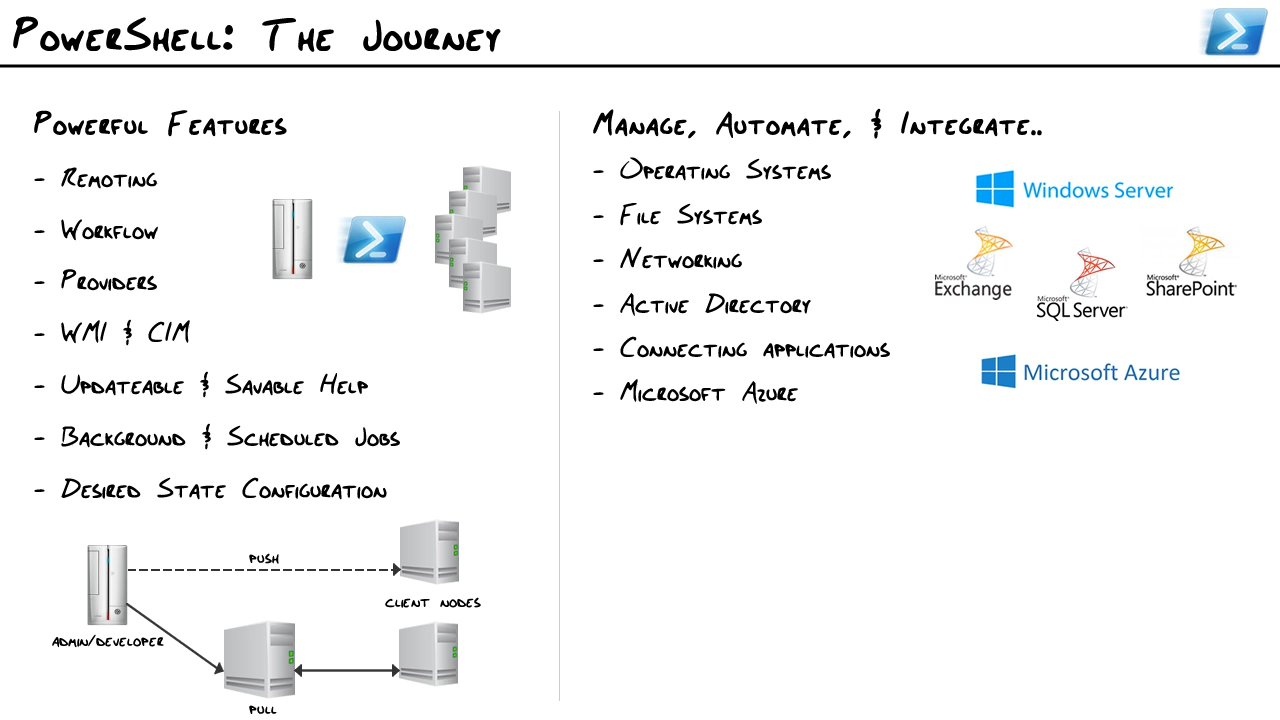 PowerShell: The Journey
Powerful Features
- Remoting
- Workflow
- Providers
- WMI & CIM
- Updateable & Savable Help
- Background & Scheduled Jobs
- Desired State Configuration
PUSH
CLIENT NODES
ADMIN/DEVELOPER
PULL
Manage, Automate, & Integrate..
- Operating Systems
- File Systems
- Networking
- Active Directory
- Connecting applications
- Microsoft Azure
Windows Server
Microsoft®
Exchange
Microsoft®
SQL Server®
Microsoft®
SharePoint®
Microsoft Azure